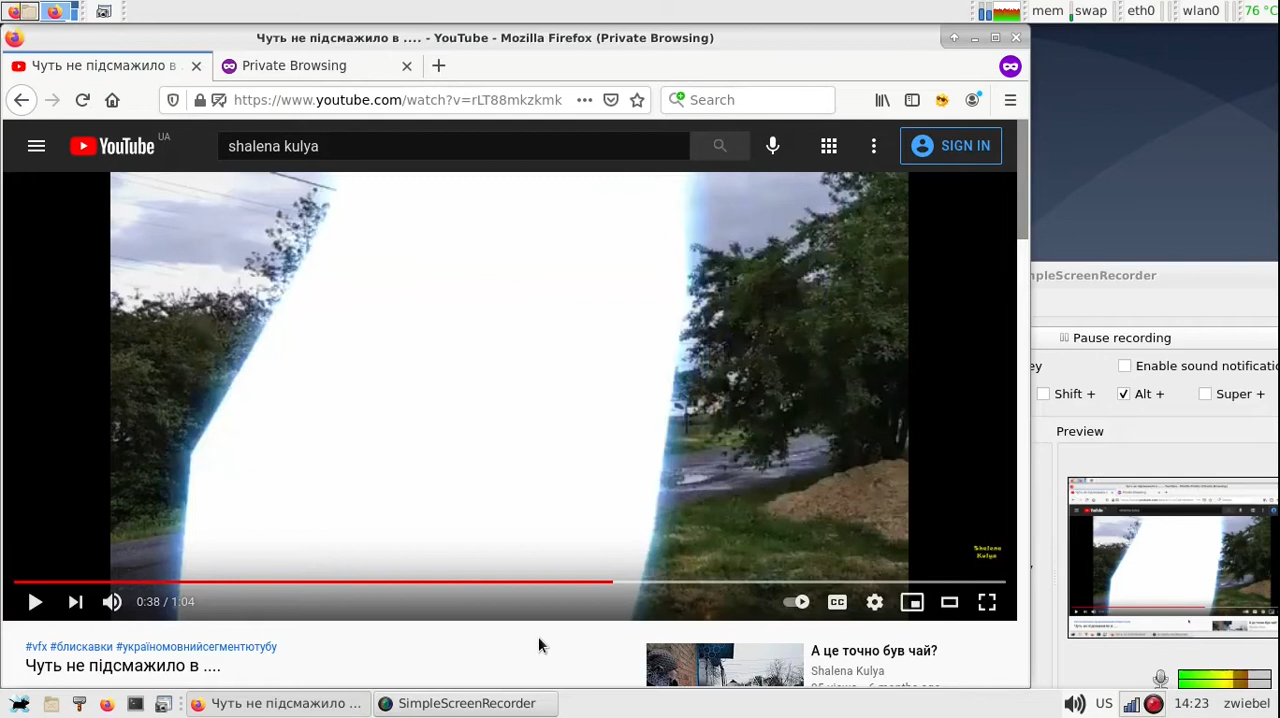 mem swap eth0 wlan0 76 °C
Чуть не підсмажило в .... - YouTube - Mozilla Firefox (Private Browsing)
Чуть не підсмажило в
Private Browsing
https://www.youtube.com/watch?v=rLT88mkzkmk
Search
YouTube UA
shalena kulya
SIGN IN
mpleScreenRecorder
Pause recording
ey
Enable sound notificatio
Shift +
Alt +
Super +
Preview
Shalena
Kulya
0:38 / 1:04
CC
#vfx #блискавки #україномовнийсегментютубу
Чуть не підсмажило в ....
А це точно був чай?
Shalena Kulya
Чуть не підсмажило в ...
SimpleScreenRecorder
US
14:23
zwiebel